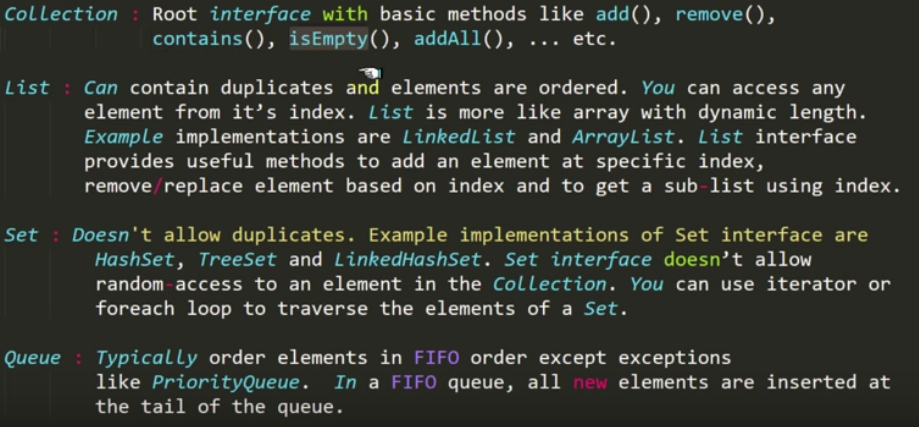 Collection : Root interface with basic methods like add(), remove(),
contains(), isEmpty(), addAll(), ... etc.
List : Can contain duplicates and elements are ordered. You can access any
element from it’s index. List is more like array with dynamic length.
Example implementations are LinkedList and ArrayList. List interface
provides useful methods to add an element at specific index,
remove/replace element based on index and to get a sub-list using index.
Set : Doesn't allow duplicates. Example implementations of Set interface are
HashSet, TreeSet and LinkedHashSet. Set interface doesn’t allow
random-access to an element in the Collection. You can use iterator or
foreach loop to traverse the elements of a Set.
Queue : Typically order elements in FIFO order except exceptions
like PriorityQueue. In a FIFO queue, all new elements are inserted at
the tail of the queue.